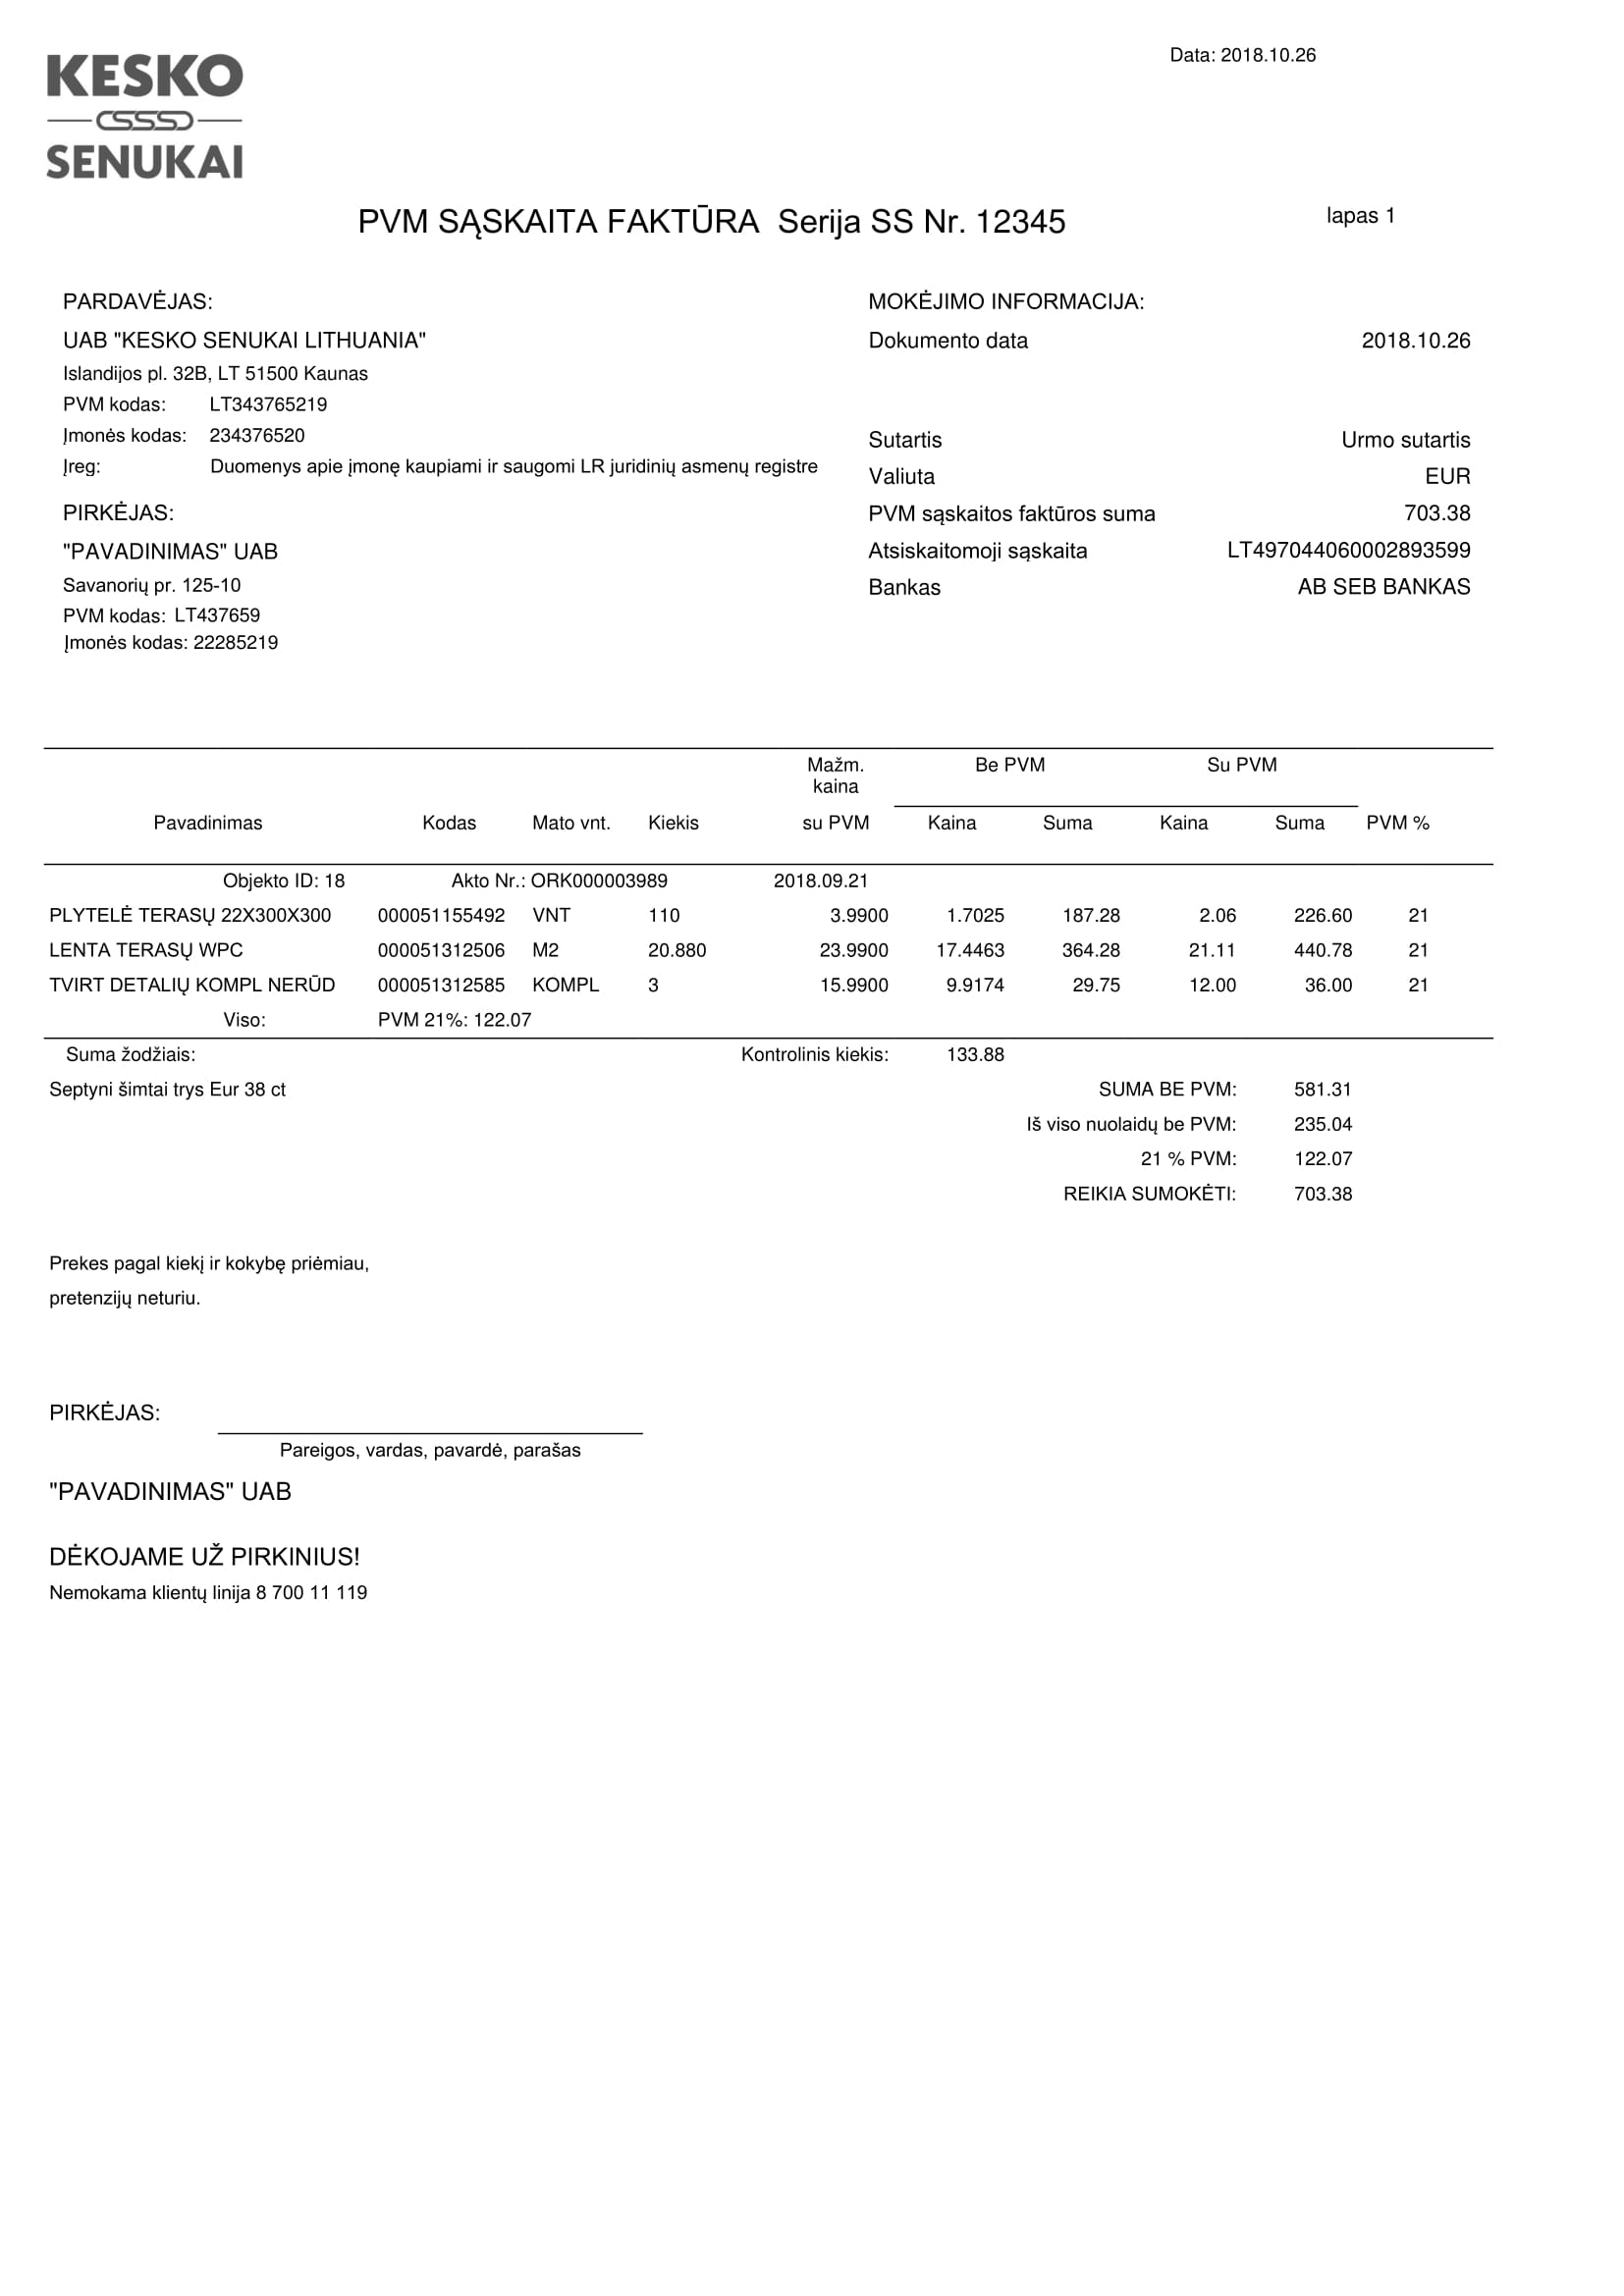 KESKO
SENUKAI
Data: 2018.10.26
PVM SĄSKAITA FAKTŪRA Serija SS Nr. 12345
lapas 1
PARDAVĖJAS:
UAB "KESKO SENUKAI LITHUANIA"
Islandijos pl. 32B, LT 51500 Kaunas
PVM kodas: LT343765219
Įmonės kodas: 234376520
Įreg: Duomenys apie įmonę kaupiami ir saugomi LR juridinių asmenų registre
PIRKĖJAS:
"PAVADINIMAS" UAB
Savanorių pr. 125-10
PVM kodas: LT437659
Įmonės kodas: 22285219
MOKĖJIMO INFORMACIJA:
Dokumento data 2018.10.26
Sutartis Urmo sutartis
Valiuta EUR
PVM sąskaitos faktūros suma 703.38
Atsiskaitomoji sąskaita LT497044060002893599
Bankas AB SEB BANKAS
Mažm. Be PVM Su PVM
kaina
Pavadinimas Kodas Mato vnt. Kiekis su PVM Kaina Suma Kaina Suma PVM %
Objekto ID: 18 Akto Nr.: ORK000003989 2018.09.21
PLYTELĖ TERASŲ 22X300X300 000051155492 VNT 110 3.9900 1.7025 187.28 2.06 226.60 21
LENTA TERASŲ WPC 000051312506 M2 20.880 23.9900 17.4463 364.28 21.11 440.78 21
TVIRT DETALIŲ KOMPL NERŪD 000051312585 KOMPL 3 15.9900 9.9174 29.75 12.00 36.00 21
Viso: PVM 21%: 122.07
Suma žodžiais: Kontrolinis kiekis: 133.88
Septyni šimtai trys Eur 38 ct SUMA BE PVM: 581.31
Iš viso nuolaidų be PVM: 235.04
21 % PVM: 122.07
REIKIA SUMOKĖTI: 703.38
Prekes pagal kiekį ir kokybę priėmiau,
pretenzijų neturiu.
PIRKĖJAS:
Pareigos, vardas, pavardė, parašas
"PAVADINIMAS" UAB
DĖKOJAME UŽ PIRKINIUS!
Nemokama klientų linija 8 700 11 119